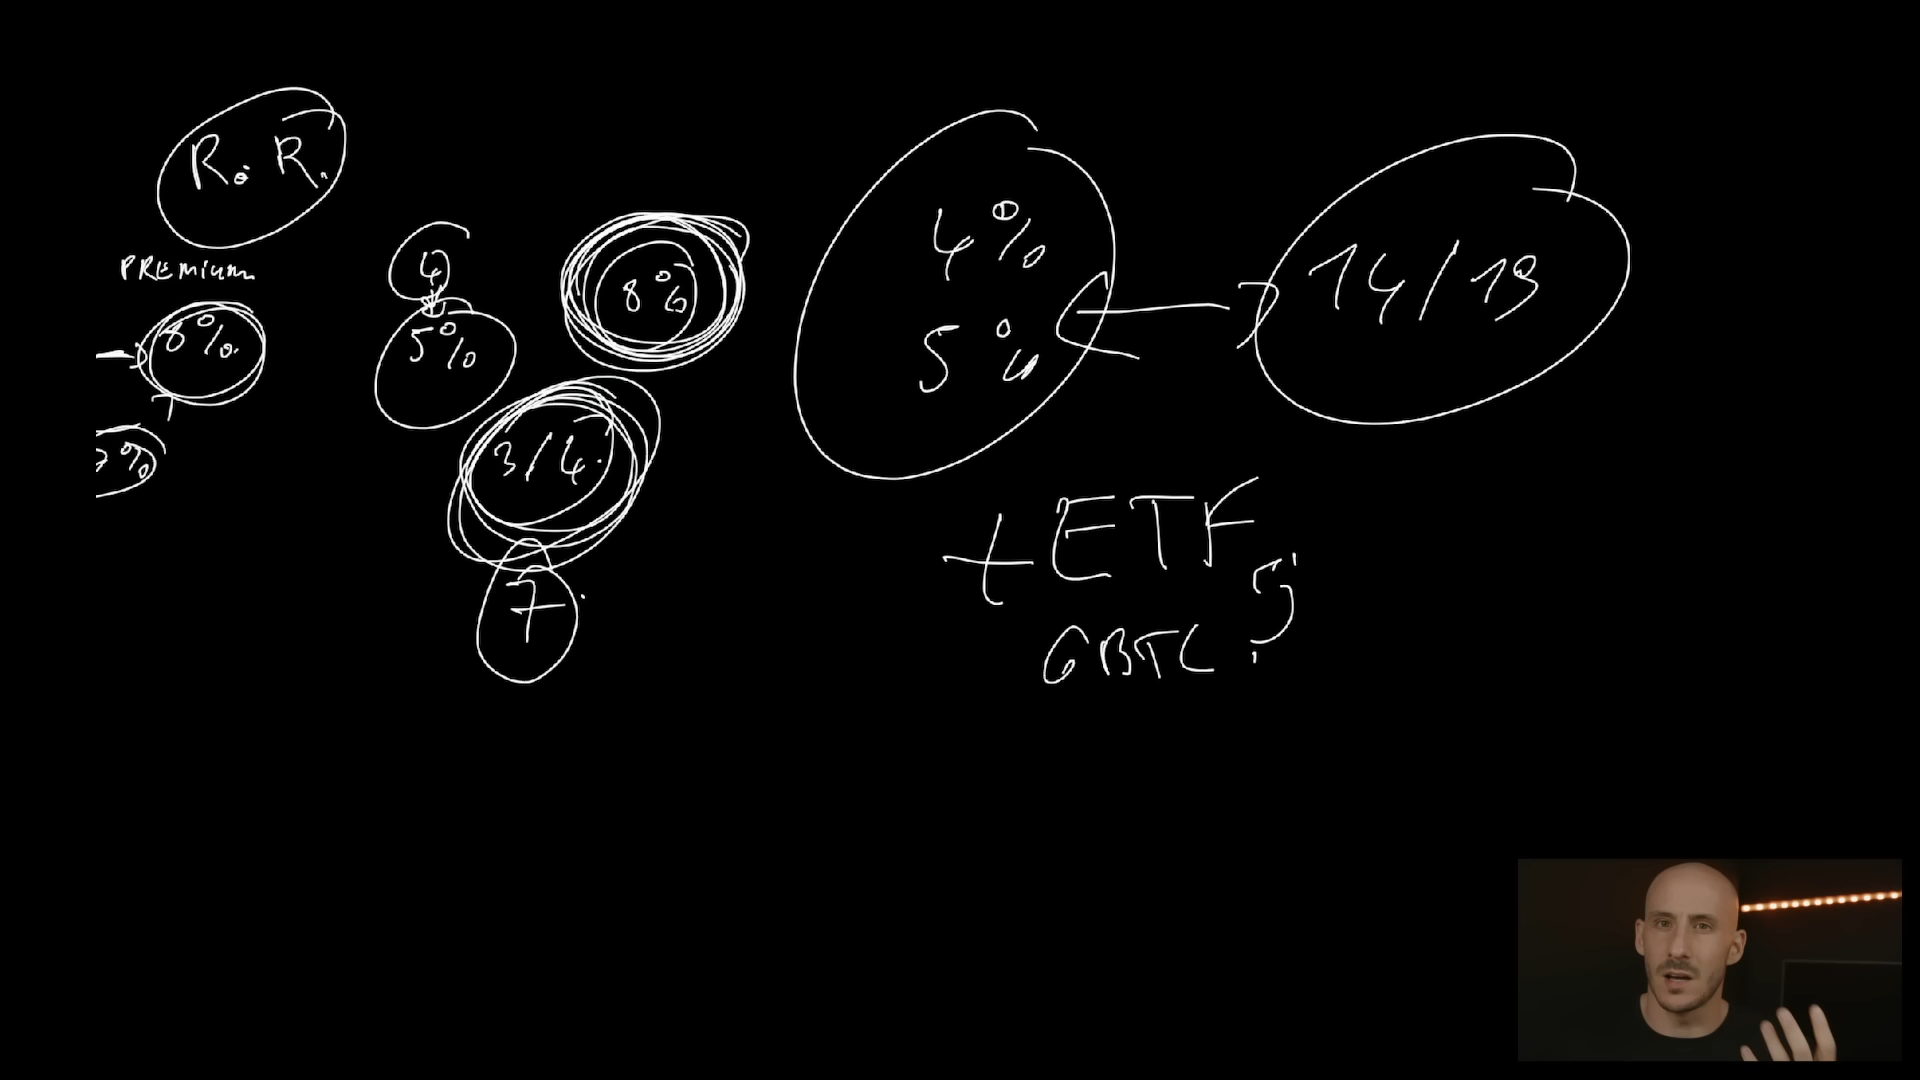 R.R.
PREMIUM
8%
4
5%
8%
3/4.
7
4%
5%
14/19
+ETF
GBTC